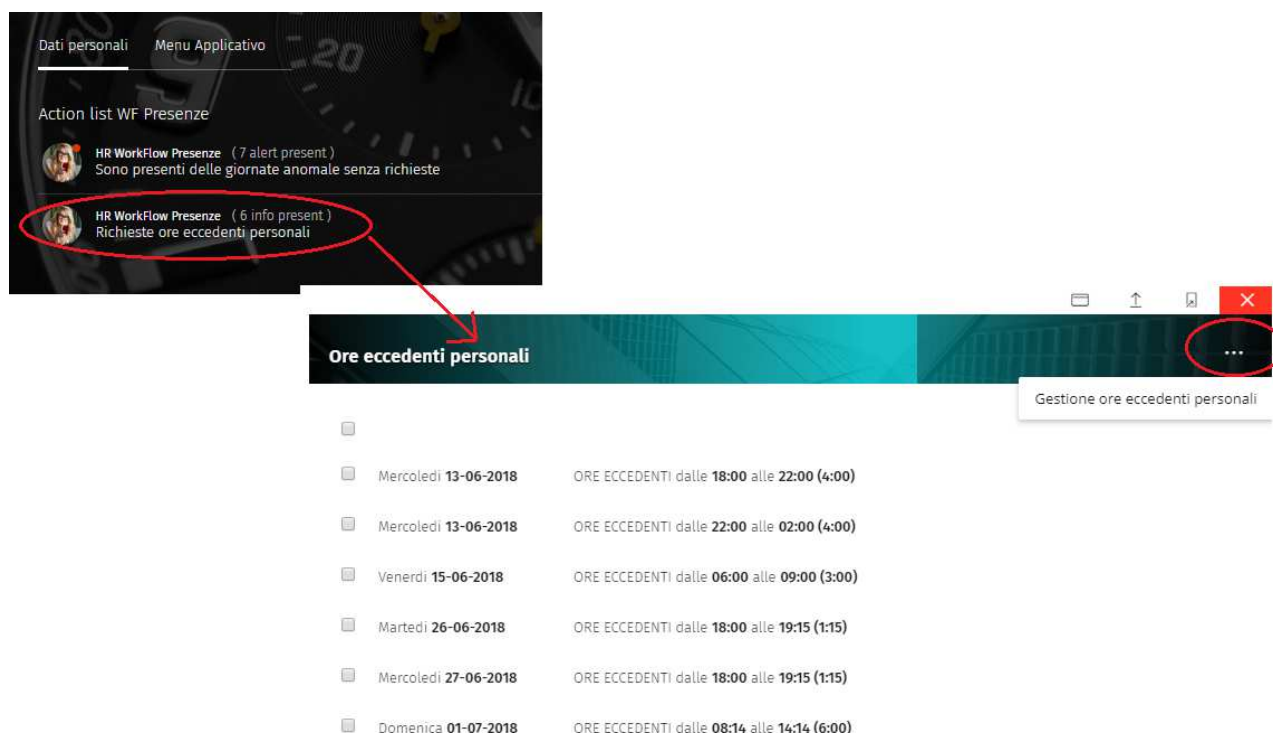 Dati personali Menu Applicativo
Action list WF Presenze
HR WorkFlow Presenze ( 7 alert present )
Sono presenti delle giornate anomale senza richieste
HR WorkFlow Presenze ( 6 info present )
Richieste ore eccedenti personali
Ore eccedenti personali
...
Gestione ore eccedenti personali
Mercoledi 13-06-2018 ORE ECCEDENTI dalle 18:00 alle 22:00 (4:00)
Mercoledi 13-06-2018 ORE ECCEDENTI dalle 22:00 alle 02:00 (4:00)
Venerdi 15-06-2018 ORE ECCEDENTI dalle 06:00 alle 09:00 (3:00)
Martedi 26-06-2018 ORE ECCEDENTI dalle 18:00 alle 19:15 (1:15)
Mercoledi 27-06-2018 ORE ECCEDENTI dalle 18:00 alle 19:15 (1:15)
Domenica 01-07-2018 ORE ECCEDENTI dalle 08:14 alle 14:14 (6:00)